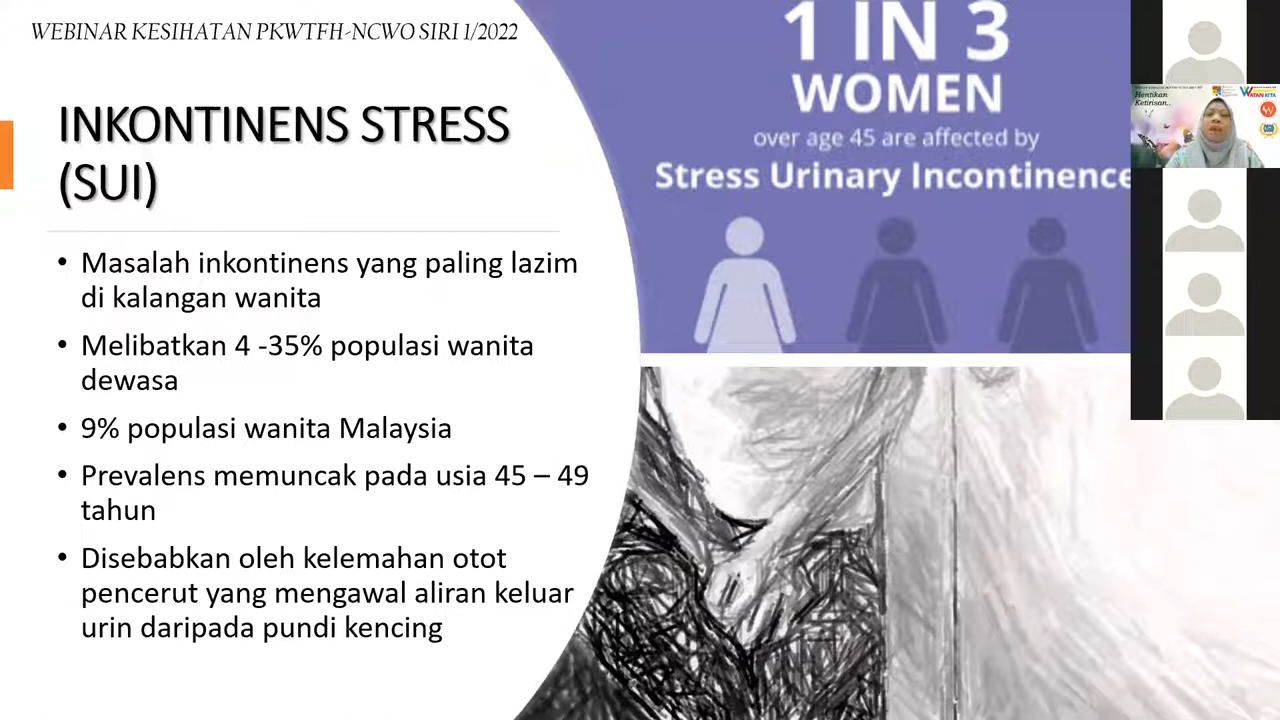 WEBINAR KESIHATAN PKWTFH-NCWO SIRI 1/2022
INKONTINENS STRESS
(SUI)
• Masalah inkontinens yang paling lazim
di kalangan wanita
• Melibatkan 4 -35% populasi wanita
dewasa
• 9% populasi wanita Malaysia
• Prevalens memuncak pada usia 45 – 49
tahun
• Disebabkan oleh kelemahan otot
pencerut yang mengawal aliran keluar
urin daripada pundi kencing
1 IN 3
WOMEN
over age 45 are affected by
Stress Urinary Incontinence
Hentikan
Ketirisan..